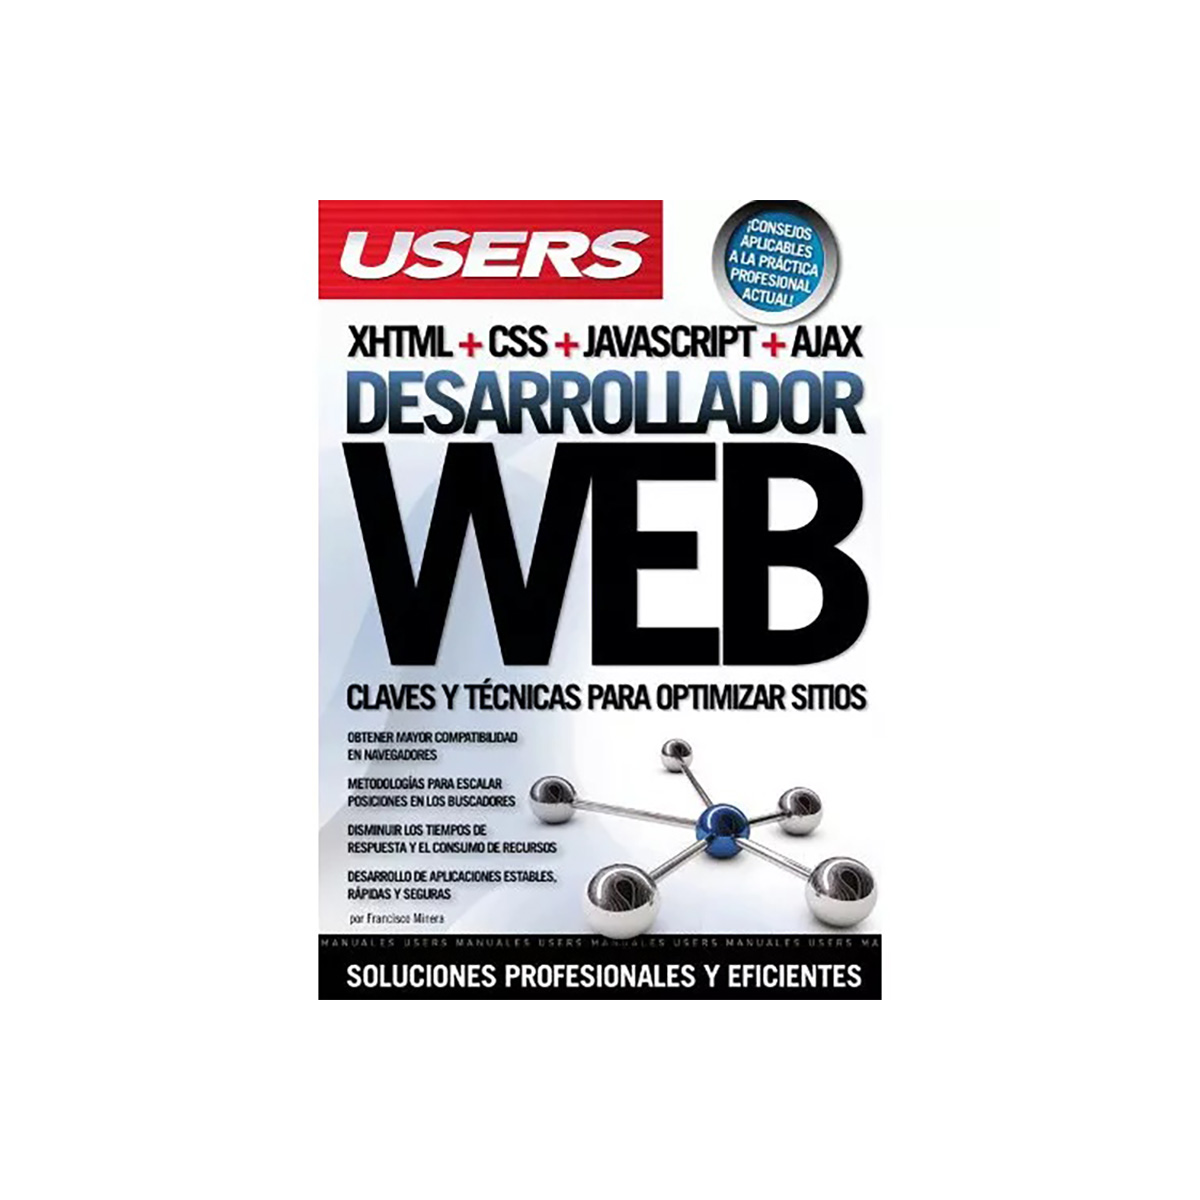 USERS
¡CONSEJOS
APLICABLES
A LA PRÁCTICA
PROFESIONAL
ACTUAL!
XHTML + CSS + JAVASCRIPT + AJAX
DESARROLLADOR
WEB
CLAVES Y TÉCNICAS PARA OPTIMIZAR SITIOS
OBTENER MAYOR COMPATIBILIDAD
EN NAVEGADORES
METODOLOGÍAS PARA ESCALAR
POSICIONES EN LOS BUSCADORES
DISMINUIR LOS TIEMPOS DE
RESPUESTA Y EL CONSUMO DE RECURSOS
DESARROLLO DE APLICACIONES ESTABLES,
RÁPIDAS Y SEGURAS
por Francisco Minera
MANUALES USERS MANUALES USERS MANUALES USERS MANUALES USERS MA
SOLUCIONES PROFESIONALES Y EFICIENTES